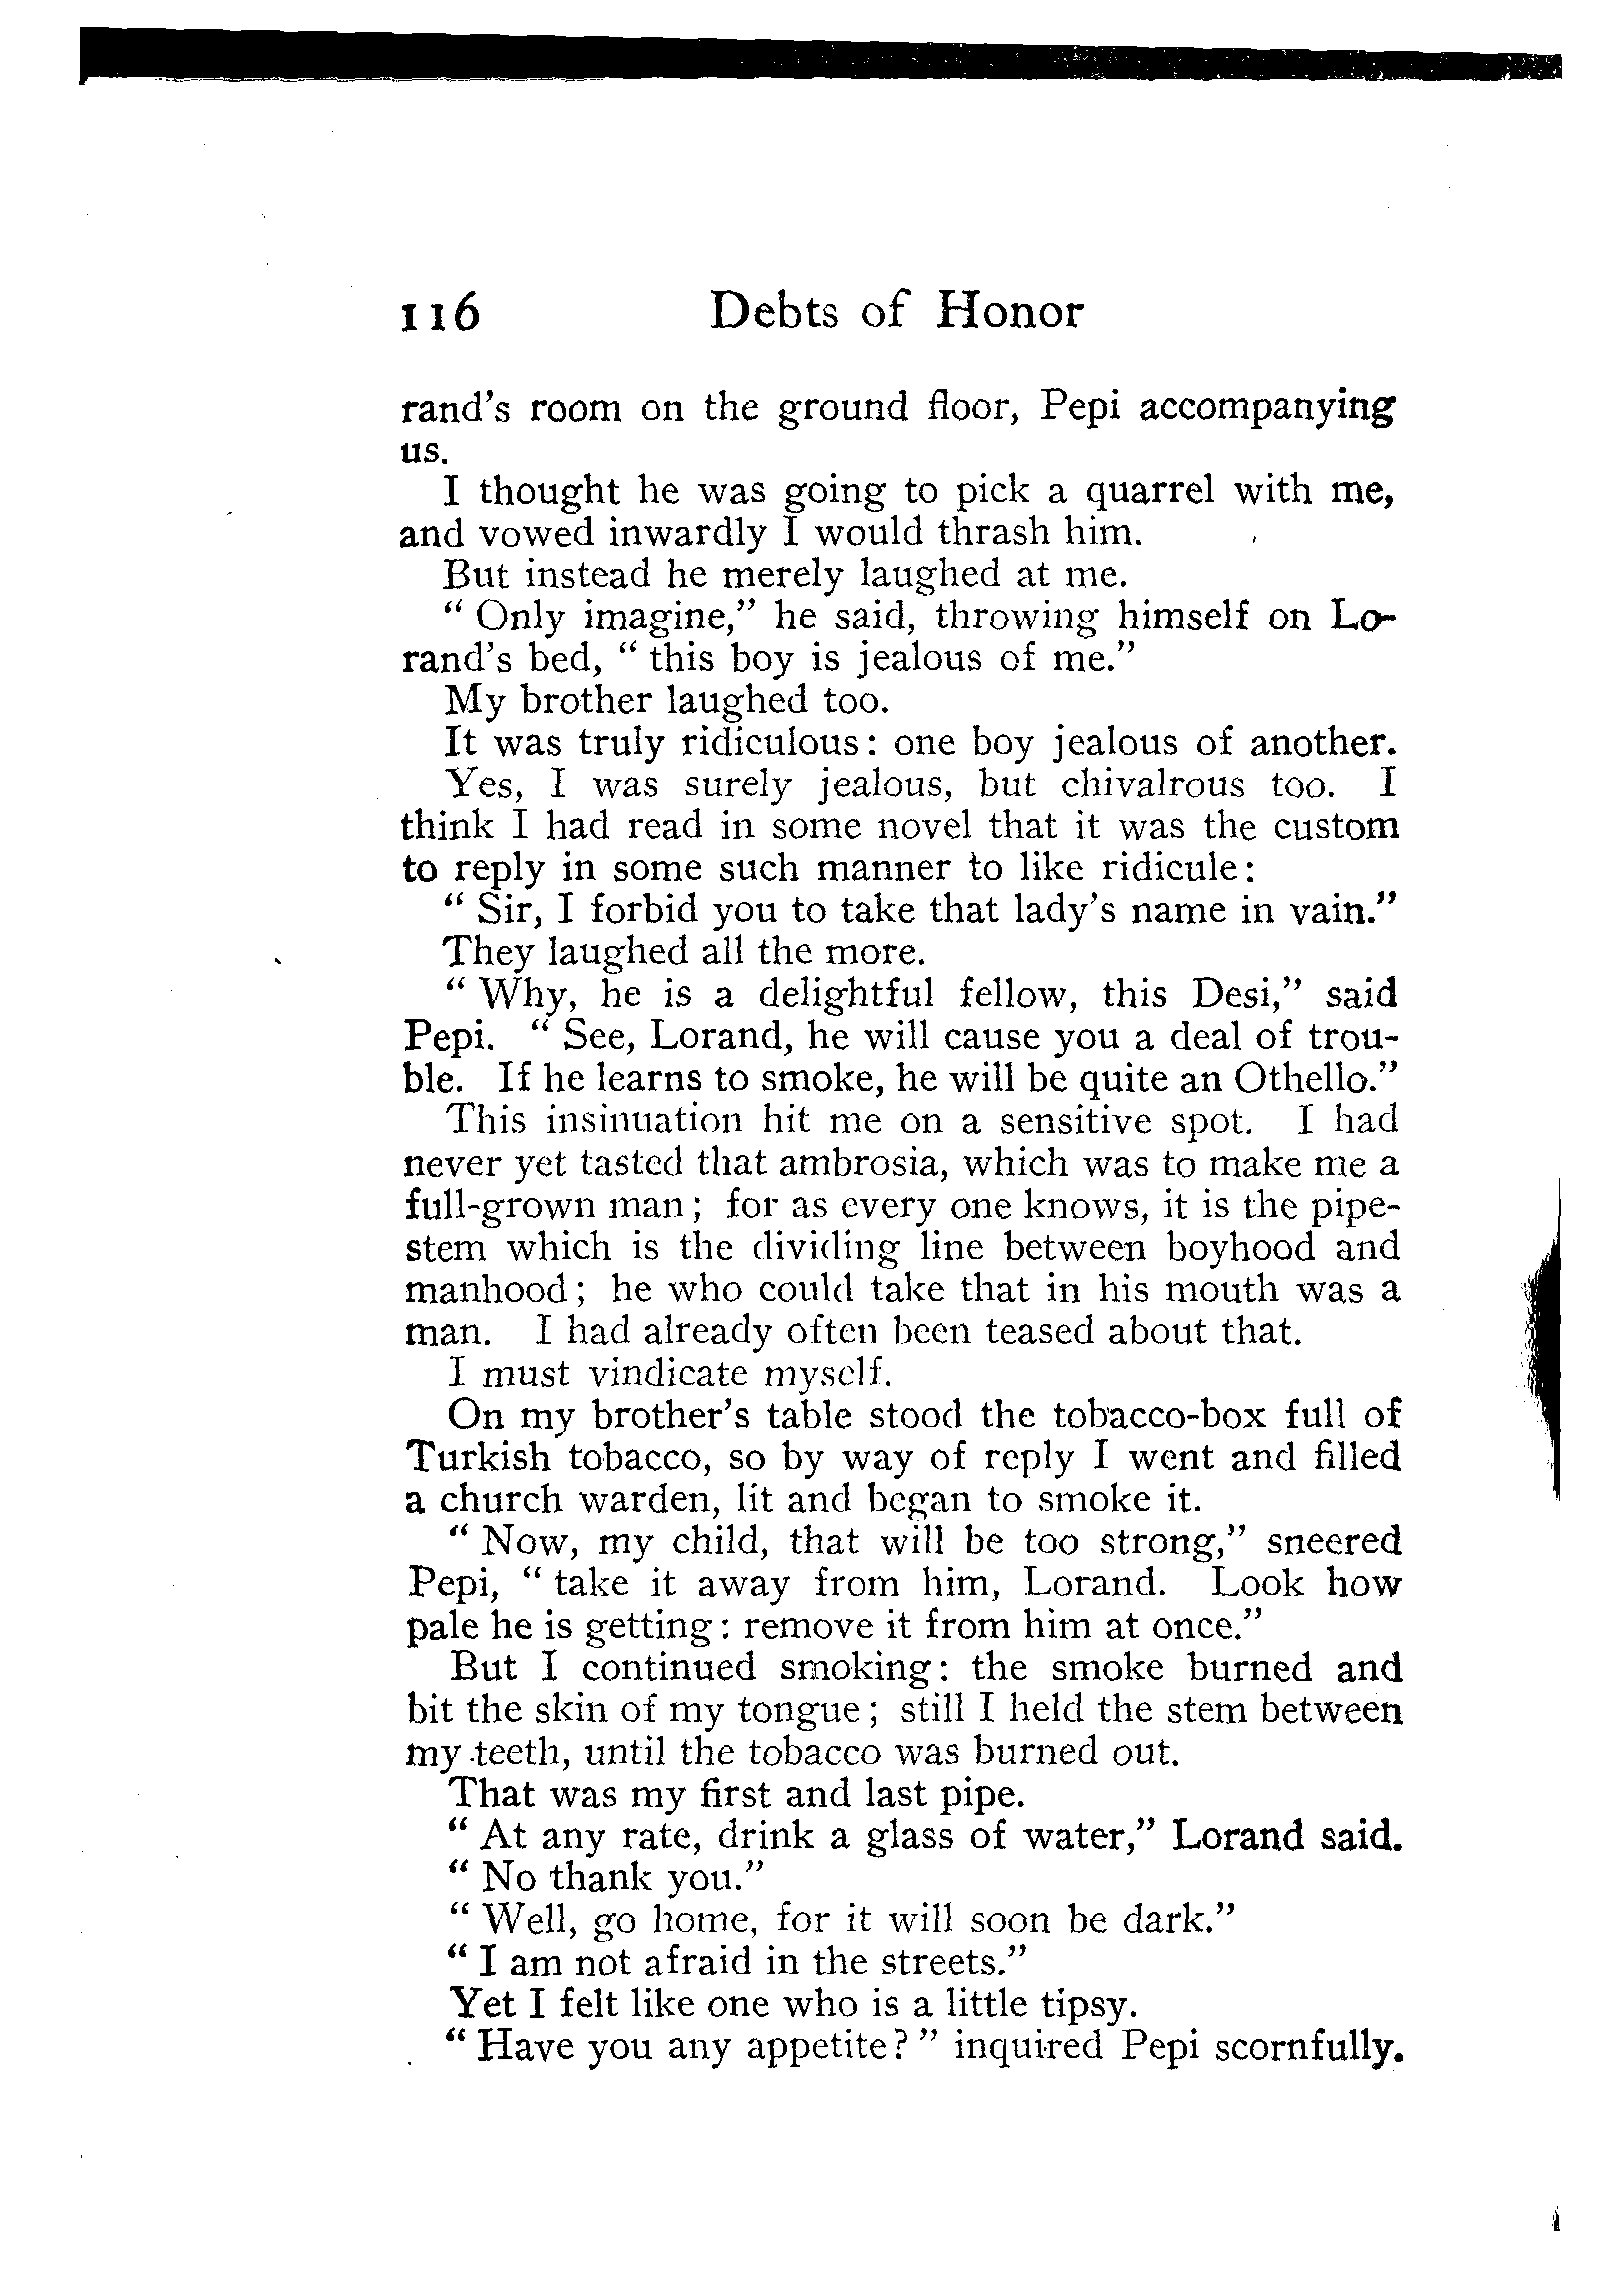 116 Debts of Honor
rand's room on the ground floor, Pepi accompanying
us.
I thought he was going to pick a quarrel with me,
and vowed inwardly I would thrash him.
But instead he merely laughed at me.
" Only imagine," he said, throwing himself on Lo-
rand's bed, " this boy is jealous of me."
My brother laughed too.
It was truly ridiculous: one boy jealous of another.
Yes, I was surely jealous, but chivalrous too. I
think I had read in some novel that it was the custom
to reply in some such manner to like ridicule:
" Sir, I forbid you to take that lady's name in vain."
They laughed all the more.
" Why, he is a delightful fellow, this Desi," said
Pepi. " See, Lorand, he will cause you a deal of trou-
ble. If he learns to smoke, he will be quite an Othello."
This insinuation hit me on a sensitive spot. I had
never yet tasted that ambrosia, which was to make me a
full-grown man; for as every one knows, it is the pipe-
stem which is the dividing line between boyhood and
manhood; he who could take that in his mouth was a
man. I had already often been teased about that.
I must vindicate myself.
On my brother's table stood the tobacco-box full of
Turkish tobacco, so by way of reply I went and filled
a church warden, lit and began to smoke it.
" Now, my child, that will be too strong," sneered
Pepi, " take it away from him, Lorand. Look how
pale he is getting: remove it from him at once."
But I continued smoking: the smoke burned and
bit the skin of my tongue; still I held the stem between
my teeth, until the tobacco was burned out.
That was my first and last pipe.
" At any rate, drink a glass of water," Lorand said.
" No thank you."
" Well, go home, for it will soon be dark."
" I am not afraid in the streets."
Yet I felt like one who is a little tipsy.
" Have you any appetite? " inquired Pepi scornfully.